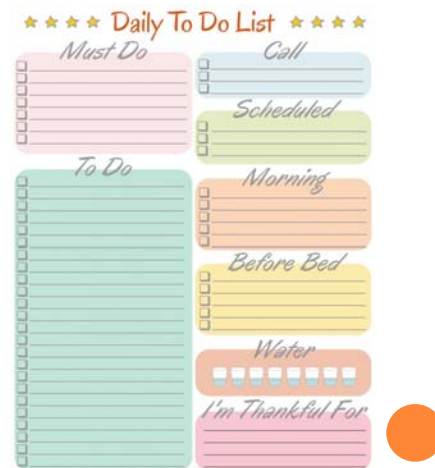 Daily To Do List
Must Do
Call
Scheduled
To Do
Morning
Before Bed
Water
I'm Thankful For